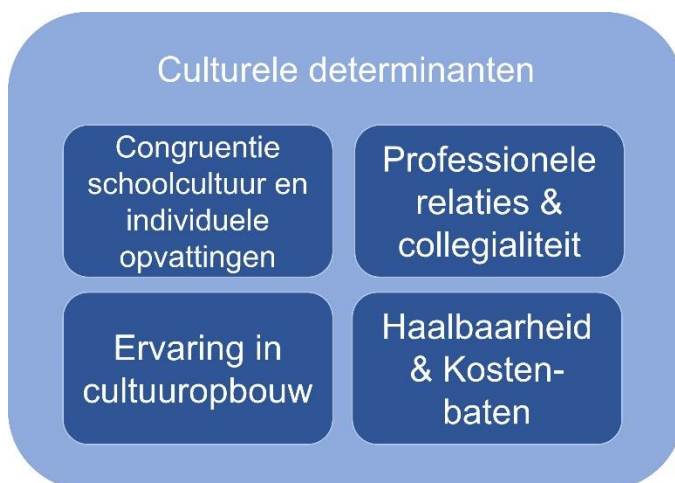 Culturele determinanten
Congruentie
schoolcultuur en
individuele
opvattingen
Professionele
relaties &
collegialiteit
Ervaring in
cultuuropbouw
Haalbaarheid
& Kosten-
baten